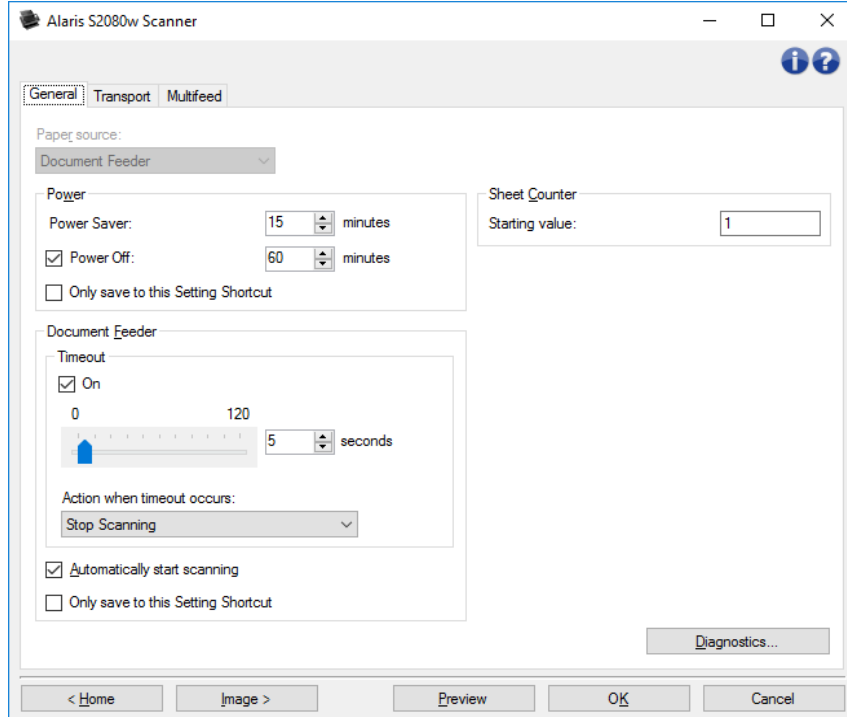 Alaris S2080w Scanner
General Transport Multifeed
Paper source:
Document Feeder
Power
Power Saver: 15 minutes
Power Off: 60 minutes
Only save to this Setting Shortcut
Sheet Counter
Starting value: 1
Document Feeder
Timeout
On
0 120
5 seconds
Action when timeout occurs:
Stop Scanning
Automatically start scanning
Only save to this Setting Shortcut
Diagnostics...
< Home Image > Preview OK Cancel